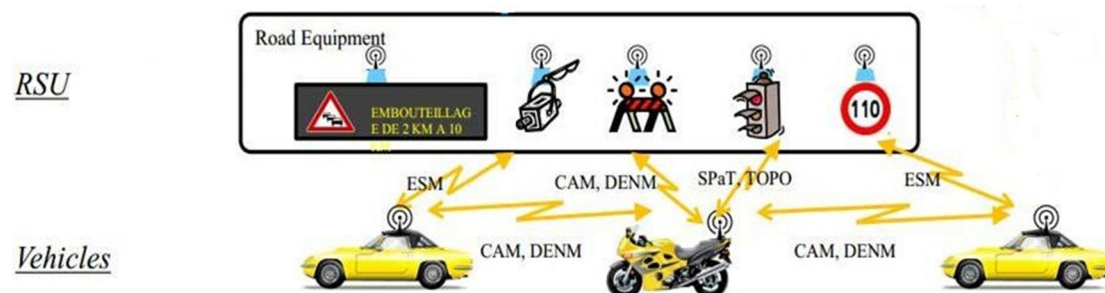 Road Equipment
RSU
EMBOUTEILLAG
E DE 2 KM A 10
110
ESM
CAM, DENM
SPaT, TOPO
ESM
CAM, DENM
CAM, DENM
Vehicles